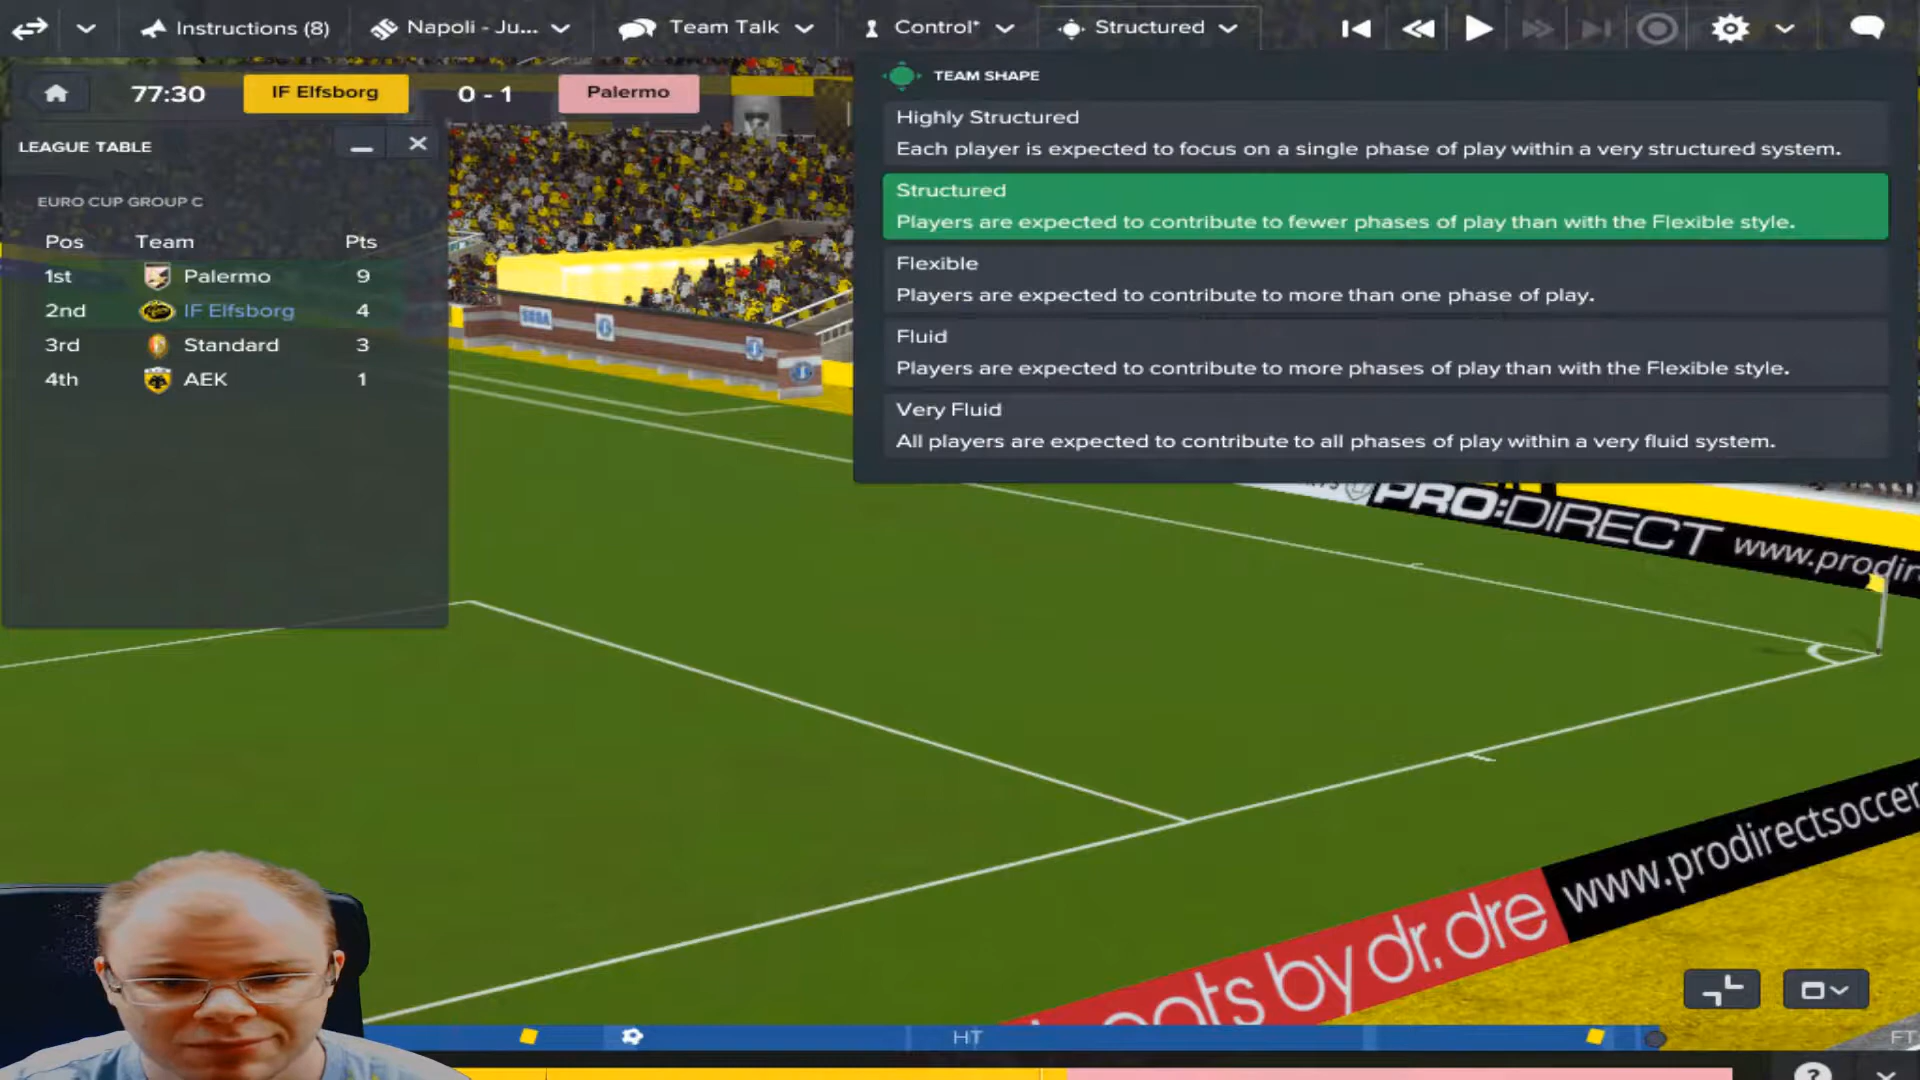 Instructions (8)
Napoli - Ju...
Team Talk
Control*
Structured
77:30
IF Elfsborg
0 - 1
Palermo
LEAGUE TABLE
EURO CUP GROUP C
Pos Team Pts
1st Palermo 9
2nd IF Elfsborg 4
3rd Standard 3
4th AEK 1
TEAM SHAPE
Highly Structured
Each player is expected to focus on a single phase of play within a very structured system.
Structured
Players are expected to contribute to fewer phases of play than with the Flexible style.
Flexible
Players are expected to contribute to more than one phase of play.
Fluid
Players are expected to contribute to more phases of play than with the Flexible style.
Very Fluid
All players are expected to contribute to all phases of play within a very fluid system.
SEGA
PRO:DIRECT www.prodir
www.prodirectsoccer
by dr. dre
HT
FT
?